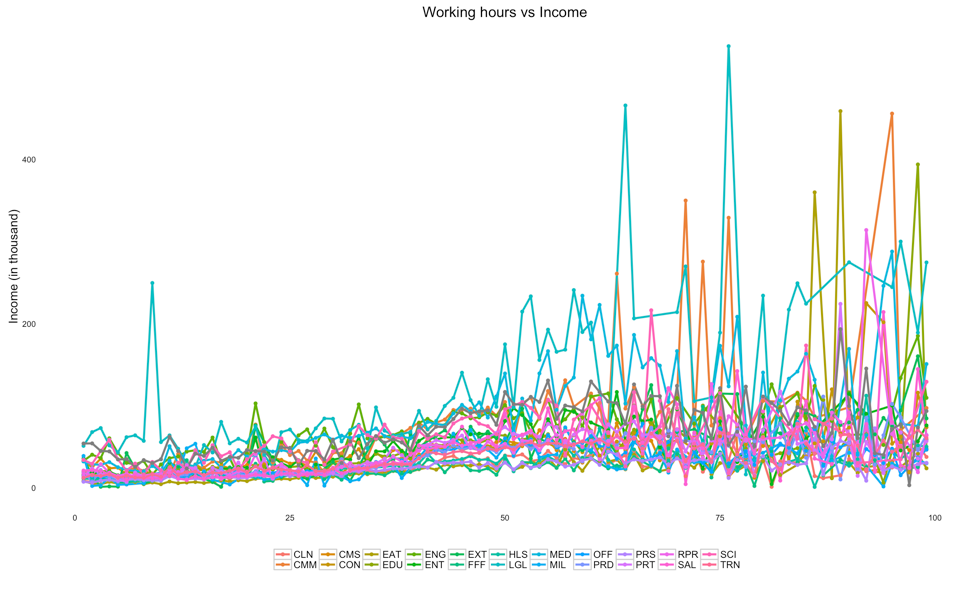 Working hours vs Income
Income (in thousand)
400
200
0
0 25 50 75 100
CLN CMS EAT ENG EXT HLS MED OFF PRS RPR SCI
CMM CON EDU ENT FFF LGL MIL PRD PRT SAL TRN